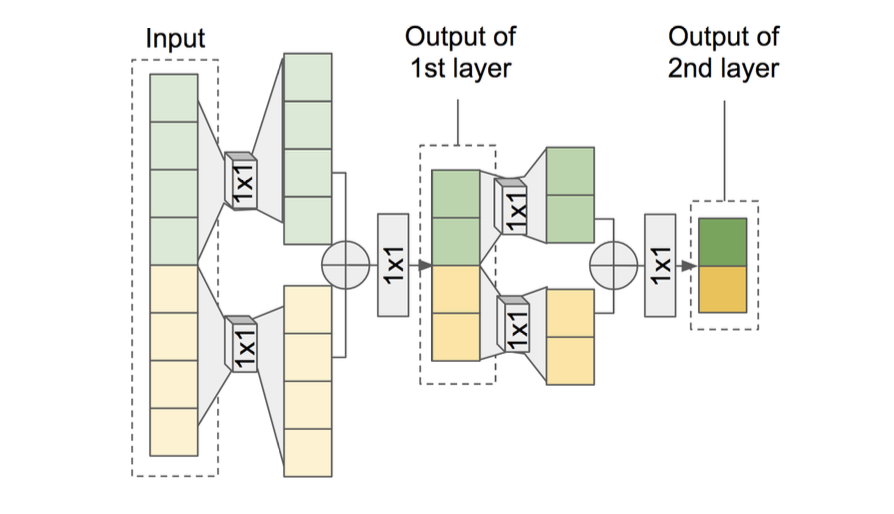 Input
Output of
1st layer
Output of
2nd layer
1x1
1x1
1x1
1x1
1x1
1x1